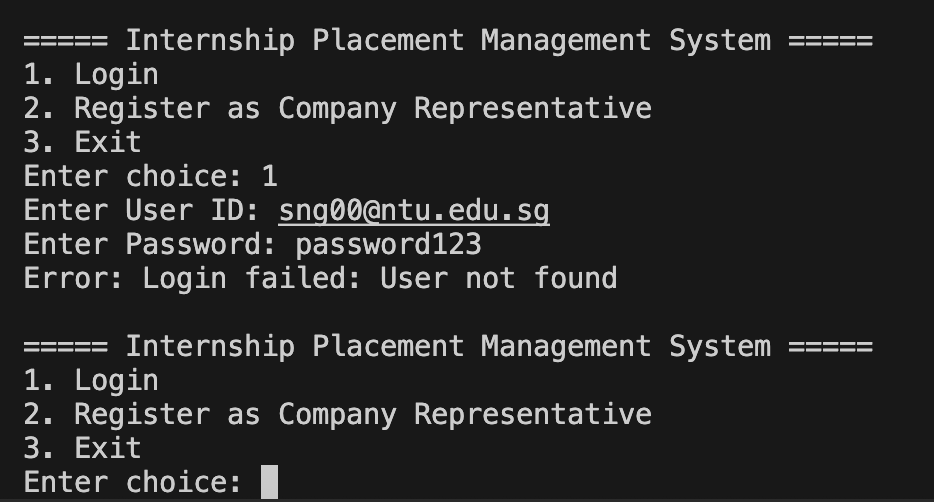 ===== Internship Placement Management System =====
1. Login
2. Register as Company Representative
3. Exit
Enter choice: 1
Enter User ID: sng00@ntu.edu.sg
Enter Password: password123
Error: Login failed: User not found
===== Internship Placement Management System =====
1. Login
2. Register as Company Representative
3. Exit
Enter choice: